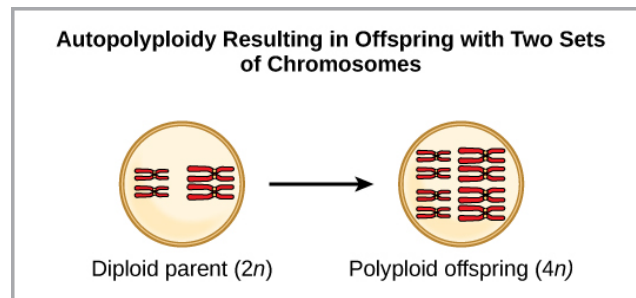 Autopolyploidy Resulting in Offspring with Two Sets
of Chromosomes
Diploid parent (2n)
Polyploid offspring (4n)